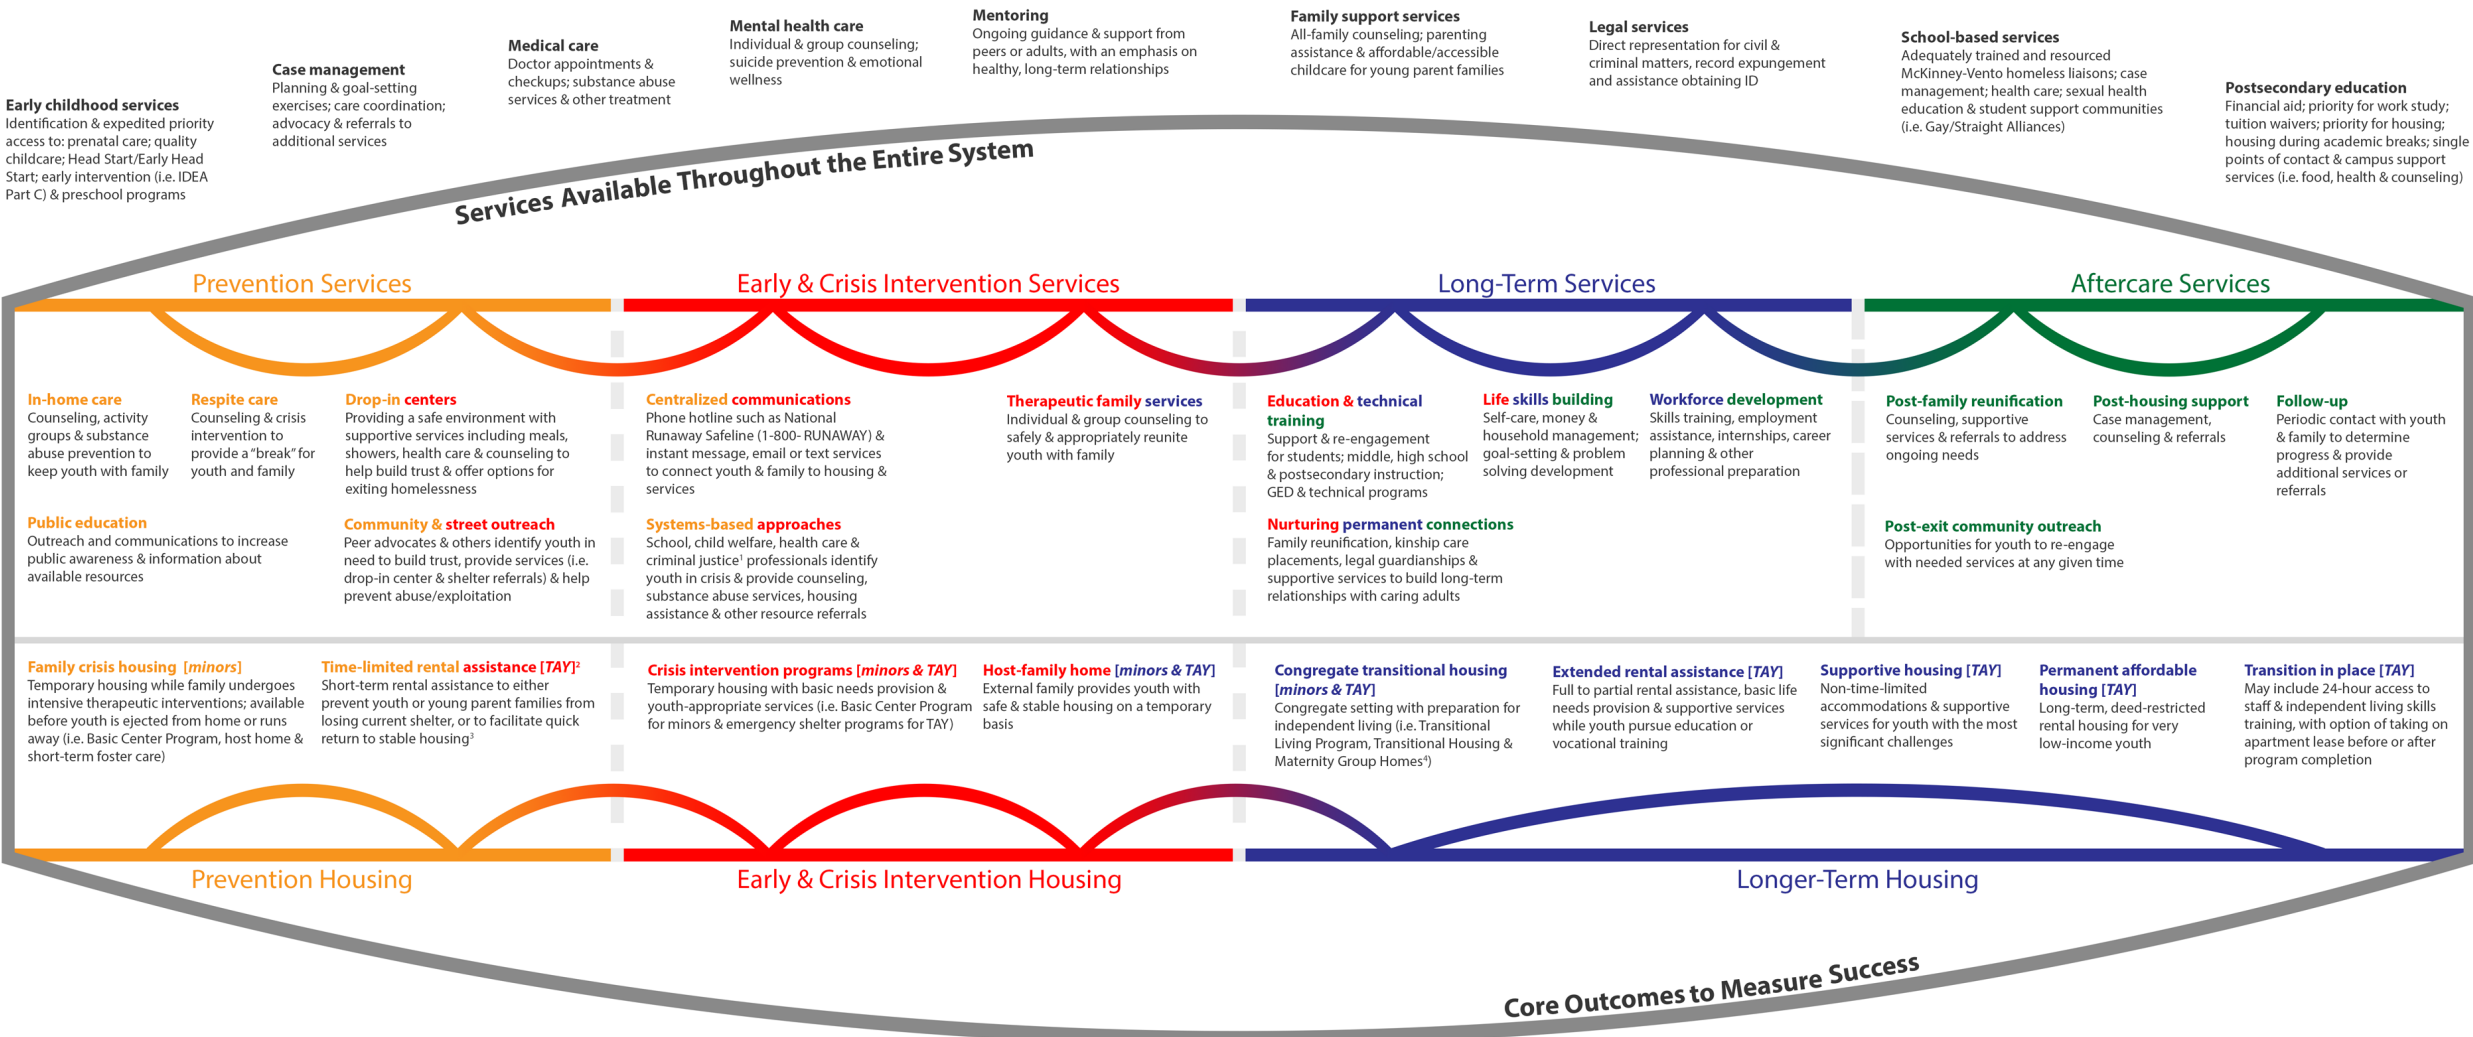 Early childhood services
Identification & expedited priority
access to: prenatal care; quality
childcare; Head Start/Early Head
Start; early intervention (i.e. IDEA
Part C) & preschool programs
Case management
Planning & goal-setting
exercises; care coordination;
advocacy & referrals to
additional services
Medical care
Doctor appointments &
checkups; substance abuse
services & other treatment
Mental health care
Individual & group counseling;
suicide prevention & emotional
wellness
Mentoring
Ongoing guidance & support from
peers or adults, with an emphasis on
healthy, long-term relationships
Family support services
All-family counseling; parenting
assistance & affordable/accessible
childcare for young parent families
Legal services
Direct representation for civil &
criminal matters, record expungement
and assistance obtaining ID
School-based services
Adequately trained and resourced
McKinney-Vento homeless liaisons; case
management; health care; sexual health
education & student support communities
(i.e. Gay/Straight Alliances)
Postsecondary education
Financial aid; priority for work study;
tuition waivers; priority for housing;
housing during academic breaks; single
points of contact & campus support
services (i.e. food, health & counseling)
Services Available Throughout the Entire System
Prevention Services
Early & Crisis Intervention Services
Long-Term Services
Aftercare Services
In-home care
Counseling, activity
groups & substance
abuse prevention to
keep youth with family
Respite care
Counseling & crisis
intervention to
provide a "break" for
youth and family
Drop-in centers
Providing a safe environment with
supportive services including meals,
showers, health care & counseling to
help build trust & offer options for
exiting homelessness
Public education
Outreach and communications to increase
public awareness & information about
available resources
Community & street outreach
Peer advocates & others identify youth in
need to build trust, provide services (i.e.
drop-in center & shelter referrals) & help
prevent abuse/exploitation
Centralized communications
Phone hotline such as National
Runaway Safeline (1-800- RUNAWAY) &
instant message, email or text services
to connect youth & family to housing &
services
Therapeutic family services
Individual & group counseling to
safely & appropriately reunite
youth with family
Systems-based approaches
School, child welfare, health care &
criminal justice¹ professionals identify
youth in crisis & provide counseling,
substance abuse services, housing
assistance & other resource referrals
Education & technical
training
Support & re-engagement
for students; middle, high school
& postsecondary instruction;
GED & technical programs
Life skills building
Self-care, money &
household management;
goal-setting & problem
solving development
Workforce development
Skills training, employment
assistance, internships, career
planning & other
professional preparation
Nurturing permanent connections
Family reunification, kinship care
placements, legal guardianships &
supportive services to build long-term
relationships with caring adults
Post-family reunification
Counseling, supportive
services & referrals to address
ongoing needs
Post-housing support
Case management,
counseling & referrals
Follow-up
Periodic contact with youth
& family to determine
progress & provide
additional services or
referrals
Post-exit community outreach
Opportunities for youth to re-engage
with needed services at any given time
Family crisis housing [minors]
Temporary housing while family undergoes
intensive therapeutic interventions; available
before youth is ejected from home or runs
away (i.e. Basic Center Program, host home &
short-term foster care)
Time-limited rental assistance [TAY]²
Short-term rental assistance to either
prevent youth or young parent families from
losing current shelter, or to facilitate quick
return to stable housing³
Crisis intervention programs [minors & TAY]
Temporary housing with basic needs provision &
youth-appropriate services (i.e. Basic Center Program
for minors & emergency shelter programs for TAY)
Host-family home [minors & TAY]
External family provides youth with
safe & stable housing on a temporary
basis
Congregate transitional housing
[minors & TAY]
Congregate setting with preparation for
independent living (i.e. Transitional
Living Program, Transitional Housing &
Maternity Group Homes⁴)
Extended rental assistance [TAY]
Full to partial rental assistance, basic life
needs provision & supportive services
while youth pursue education or
vocational training
Supportive housing [TAY]
Non-time-limited
accommodations & supportive
services for youth with the most
significant challenges
Permanent affordable
housing [TAY]
Long-term, deed-restricted
rental housing for very
low-income youth
Transition in place [TAY]
May include 24-hour access to
staff & independent living skills
training, with option of taking on
apartment lease before or after
program completion
Prevention Housing
Early & Crisis Intervention Housing
Longer-Term Housing
Core Outcomes to Measure Success